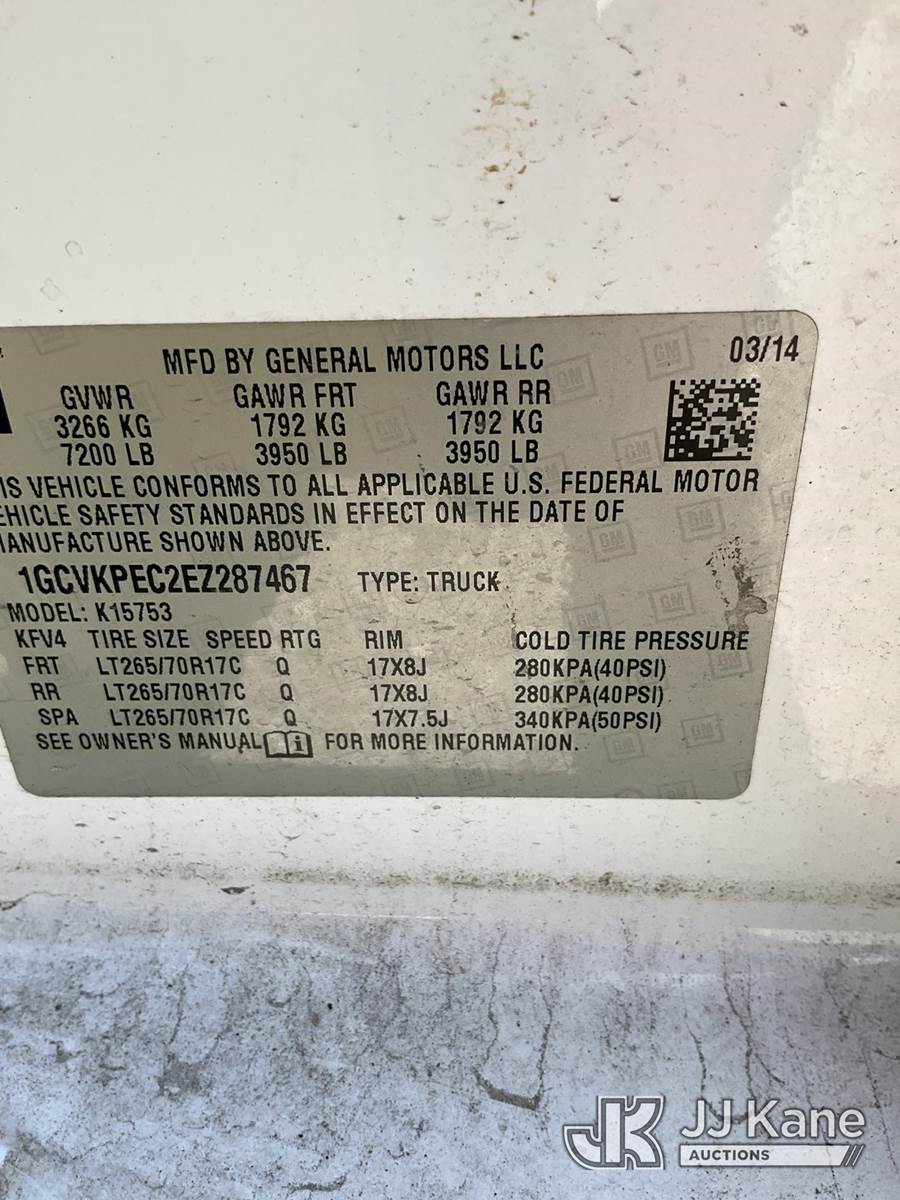 MFD BY GENERAL MOTORS LLC 03/14
GVWR GAWR FRT GAWR RR
3266 KG 1792 KG 1792 KG
7200 LB 3950 LB 3950 LB
IS VEHICLE CONFORMS TO ALL APPLICABLE U.S. FEDERAL MOTOR
EHICLE SAFETY STANDARDS IN EFFECT ON THE DATE OF
MANUFACTURE SHOWN ABOVE.
1GCVKPEC2EZ287467 TYPE: TRUCK
MODEL: K15753
KFV4 TIRE SIZE SPEED RTG RIM COLD TIRE PRESSURE
FRT LT265/70R17C Q 17X8J 280KPA(40PSI)
RR LT265/70R17C Q 17X8J 280KPA(40PSI)
SPA LT265/70R17C Q 17X7.5J 340KPA(50PSI)
SEE OWNER'S MANUAL i FOR MORE INFORMATION.
JK JJ Kane
AUCTIONS